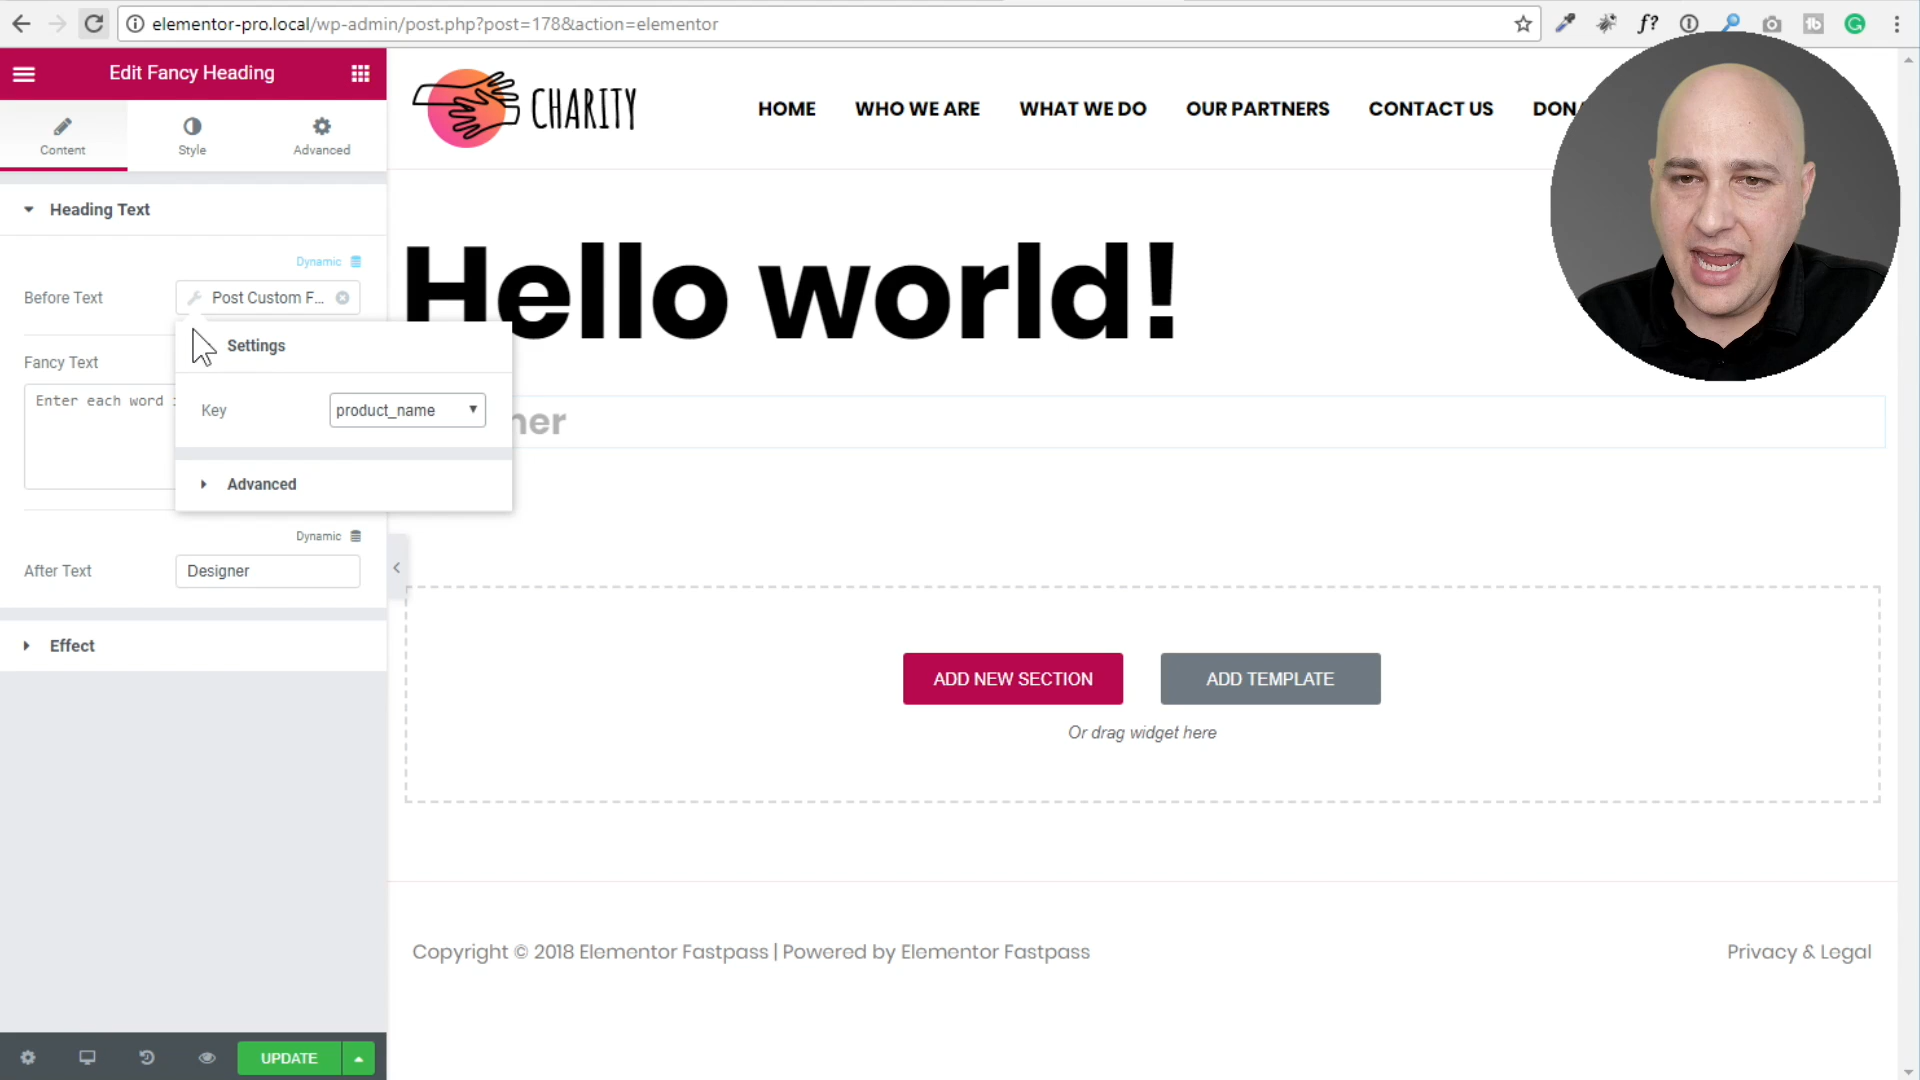 elementor-pro.local/wp-admin/post.php?post=178&action=elementor
f?
Edit Fancy Heading
Content
Style
Advanced
CHARITY
HOME
WHO WE ARE
WHAT WE DO
OUR PARTNERS
CONTACT US
Heading Text
Dynamic
Before Text
Post Custom F...
Hello world!
Settings
Fancy Text
Enter each word
Key
product_name
ner
Advanced
Dynamic
After Text
Designer
Effect
ADD NEW SECTION
ADD TEMPLATE
Or drag widget here
Copyright © 2018 Elementor Fastpass | Powered by Elementor Fastpass
Privacy & Legal
UPDATE